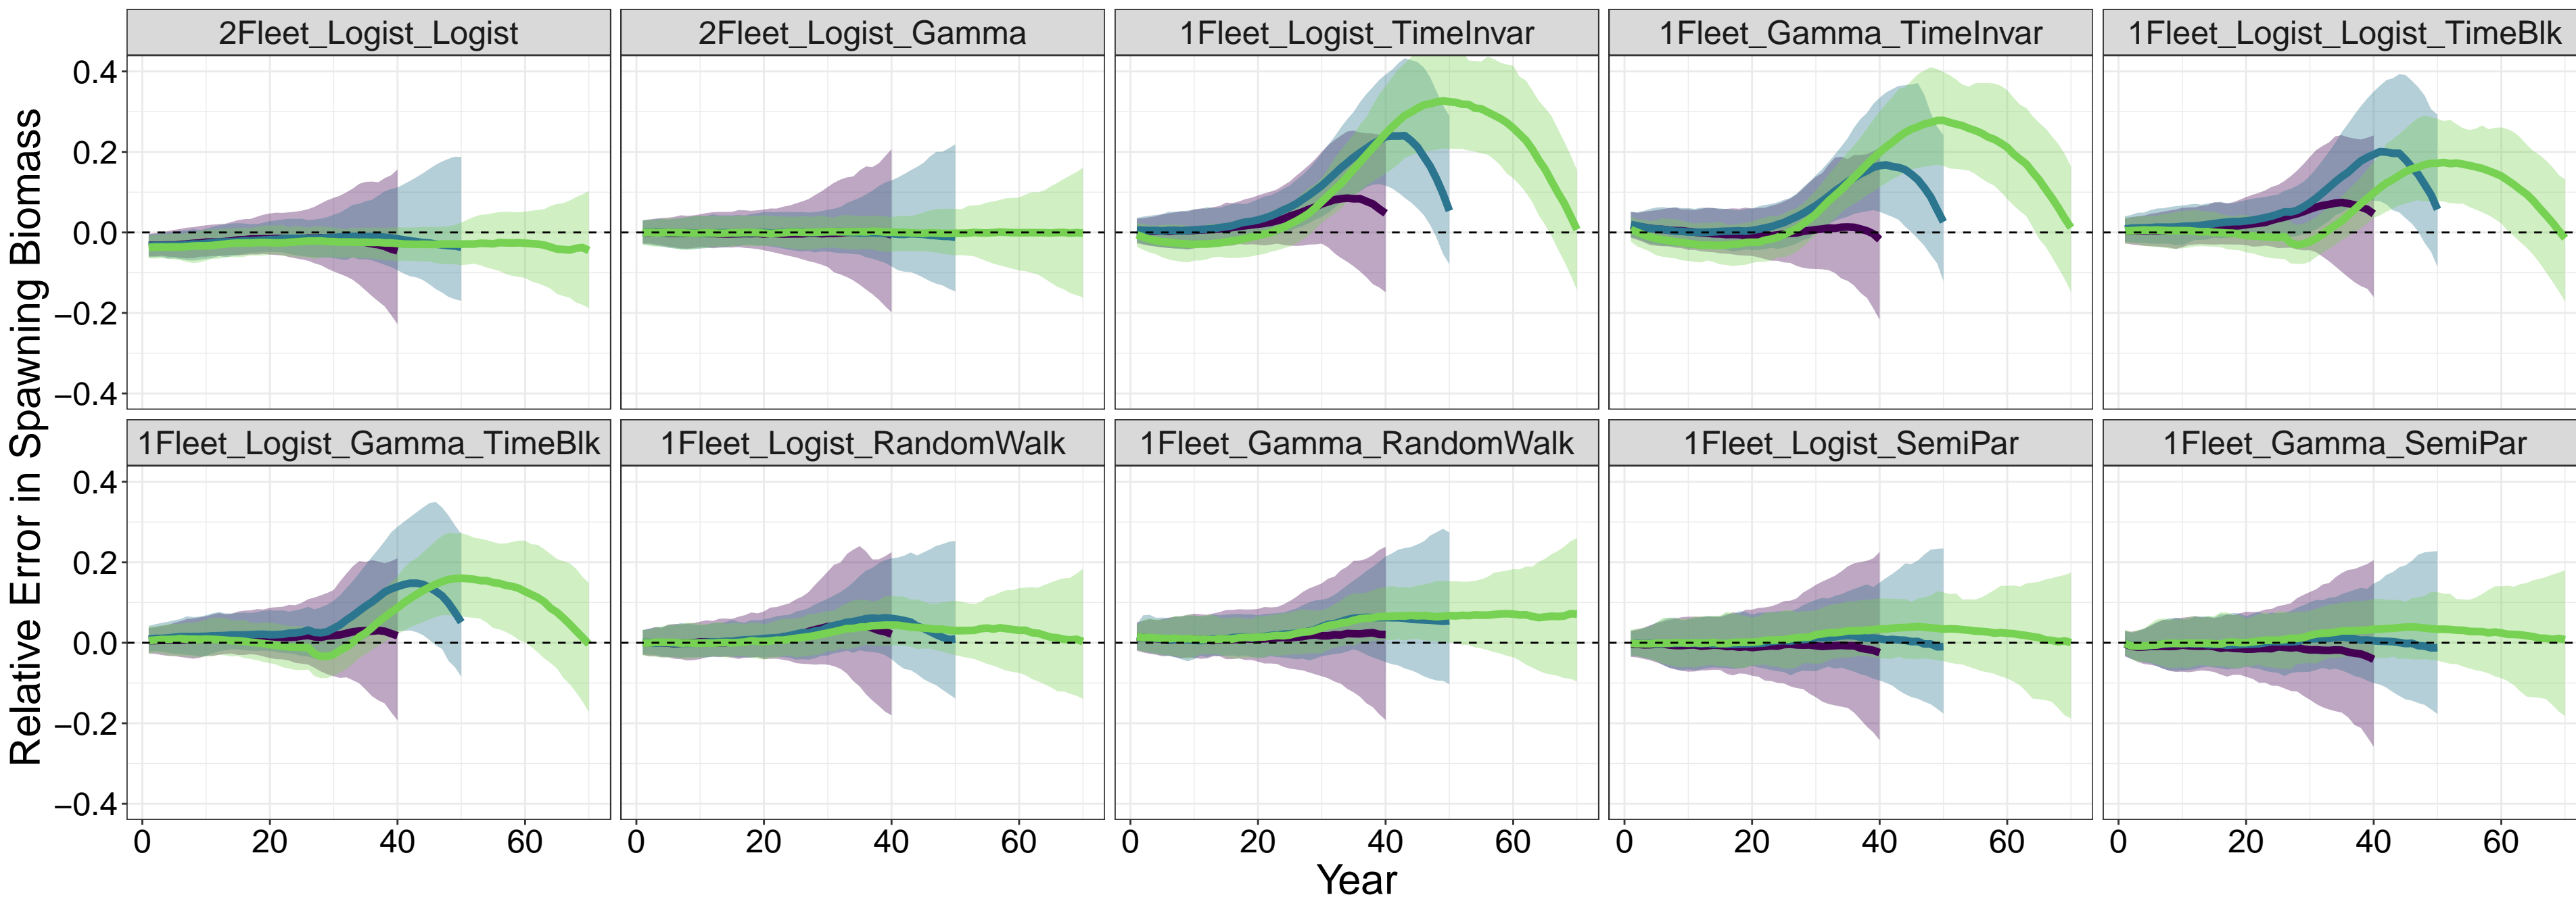 2Fleet_Logist_Logist
2Fleet_Logist_Gamma
1Fleet_Logist_TimeInvar
1Fleet_Gamma_TimeInvar
1Fleet_Logist_Logist_TimeBlk
0.4
0.2
0.0
−0.2
−0.4
Relative Error in Spawning Biomass
1Fleet_Logist_Gamma_TimeBlk
1Fleet_Logist_RandomWalk
1Fleet_Gamma_RandomWalk
1Fleet_Logist_SemiPar
1Fleet_Gamma_SemiPar
0.4
0.2
0.0
−0.2
−0.4
0 20 40 60
0 20 40 60
0 20 40 60
0 20 40 60
0 20 40 60
Year